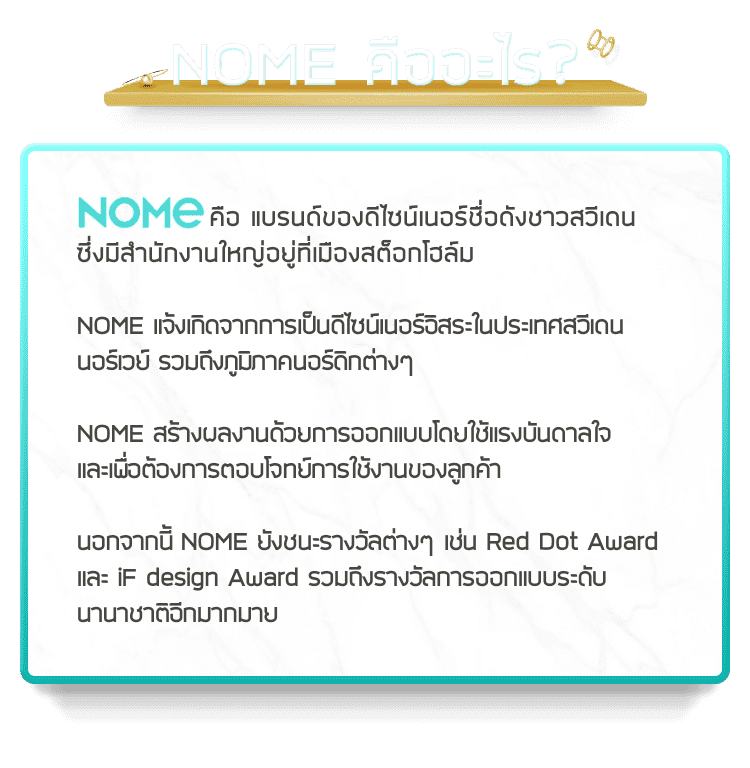 NOME คืออะไร?
NOMe คือ แบรนด์ของดีไซน์เนอร์ชื่อดังชาวสวีเดน
ซึ่งมีสำนักงานใหญ่อยู่ที่เมืองสต็อกโฮล์ม
NOME แจ้งเกิดจากการเป็นดีไซน์เนอร์อิสระในประเทศสวีเดน
นอร์เวย์ รวมถึงภูมิภาคนอร์ดิกต่างๆ
NOME สร้างผลงานด้วยการออกแบบโดยใช้แรงบันดาลใจ
และเพื่อต้องการตอบโจทย์การใช้งานของลูกค้า
นอกจากนี้ NOME ยังชนะรางวัลต่างๆ เช่น Red Dot Award
และ iF design Award รวมถึงรางวัลการออกแบบระดับ
นานาชาติอีกมากมาย